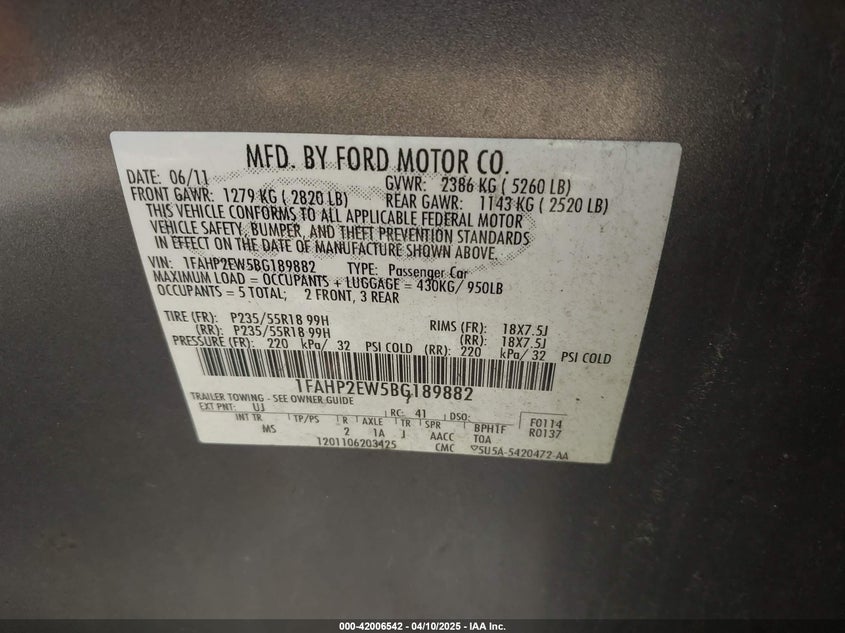 MFD. BY FORD MOTOR CO.
DATE: 06/11 GVWR: 2386 KG ( 5260 LB)
FRONT GAWR: 1279 KG ( 2820 LB) REAR GAWR: 1143 KG ( 2520 LB)
THIS VEHICLE CONFORMS TO ALL APPLICABLE FEDERAL MOTOR
VEHICLE SAFETY, BUMPER, AND THEFT PREVENTION STANDARDS
IN EFFECT ON THE DATE OF MANUFACTURE SHOWN ABOVE.
VIN: 1FAHP2EW5BG189882 TYPE: Passenger Car
MAXIMUM LOAD = OCCUPANTS + LUGGAGE = 430KG/ 950LB
OCCUPANTS = 5 TOTAL; 2 FRONT, 3 REAR
TIRE (FR): P235/55R18 99H RIMS (FR): 18X7.5J
(RR): P235/55R18 99H (RR): 18X7.5J
PRESSURE (FR): 220 kPa/ 32 PSI COLD (RR): 220 kPa/ 32 PSI COLD
1FAHP2EW5BG189882
TRAILER TOWING - SEE OWNER GUIDE
EXT PNT: UJ RC: 41 DSO: F0114
INT TR TP/PS R AXLE TR SPR BPH1F R0137
MS 2 1A J AACC TOA
1201106203425 CMC ♡5U5A-5420472-AA
000-42006542 - 04/10/2025 - IAA Inc.